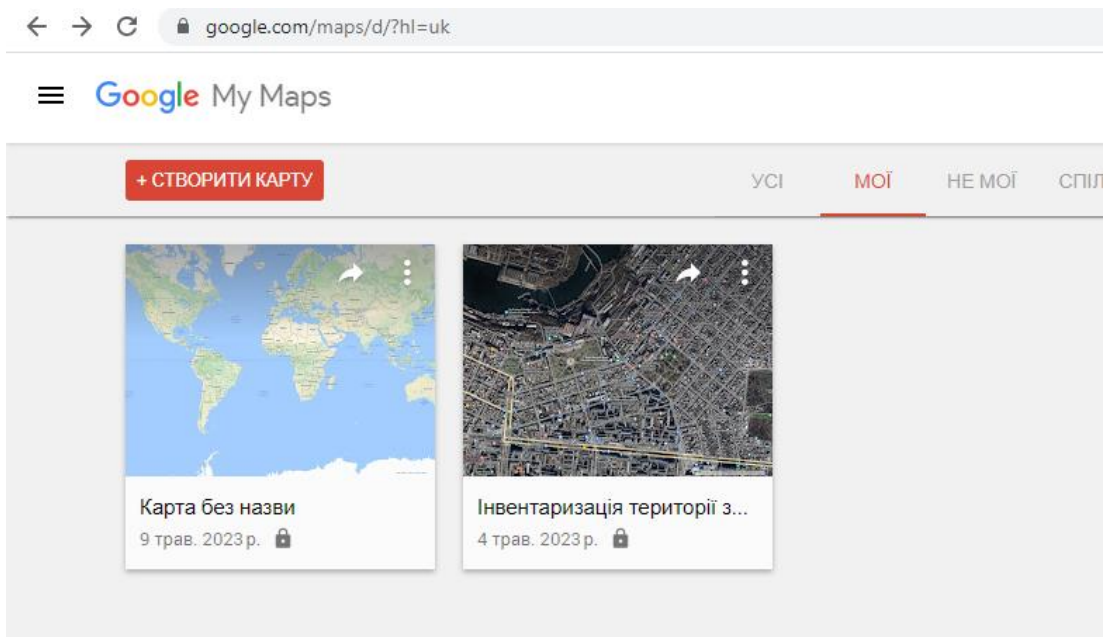 google.com/maps/d/?hl=uk
Google My Maps
+ СТВОРИТИ КАРТУ
УСІ МОЇ НЕ МОЇ СПІЛ
Карта без назви
9 трав. 2023 р.
Інвентаризація території з...
4 трав. 2023 р.